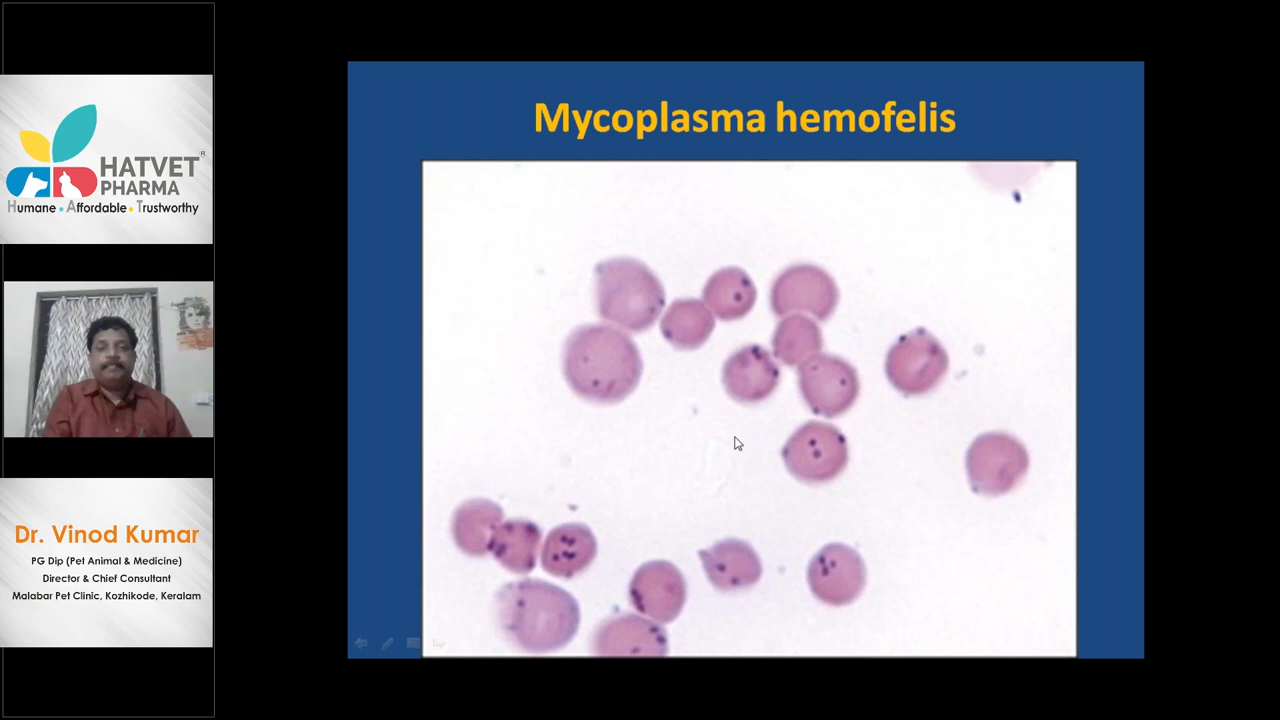 HATVET®
PHARMA
Humane • Affordable • Trustworthy
Dr. Vinod Kumar
PG Dip (Pet Animal & Medicine)
Director & Chief Consultant
Malabar Pet Clinic, Kozhikode, Keralam
Mycoplasma hemofelis